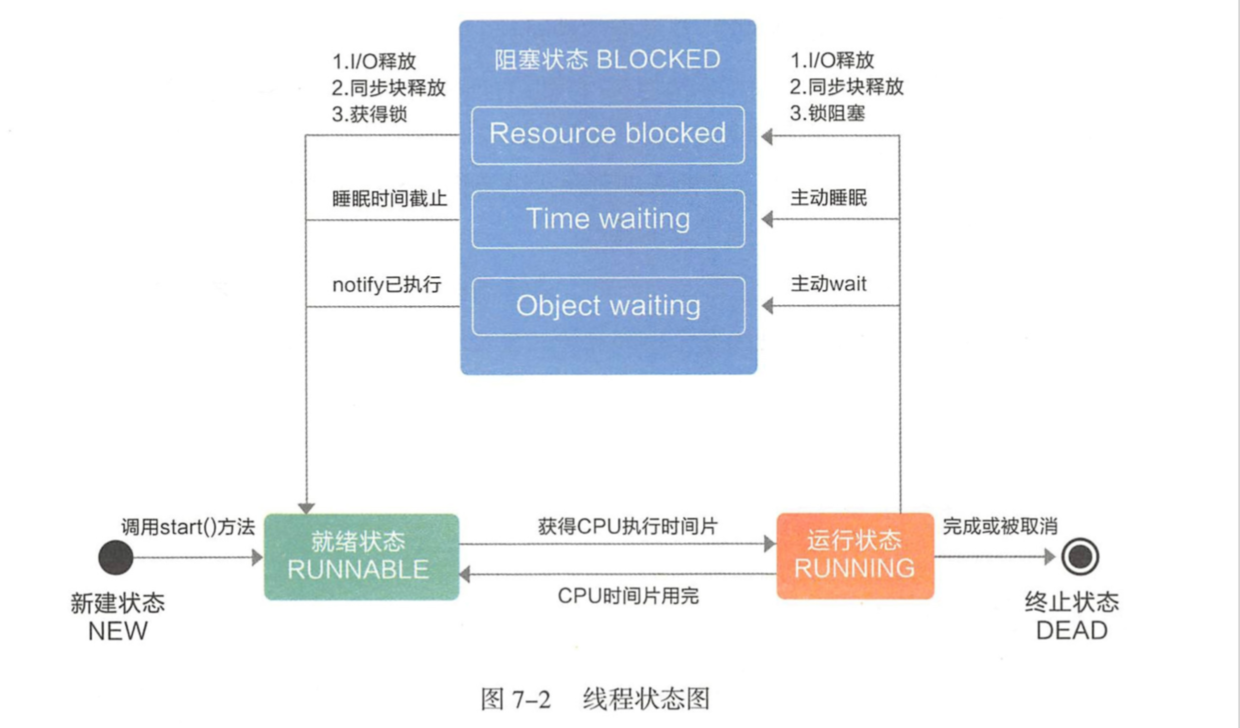 阻塞状态 BLOCKED
1.I/O释放
2.同步块释放
3.获得锁
1.I/O释放
2.同步块释放
3.锁阻塞
Resource blocked
睡眠时间截止
Time waiting
主动睡眠
notify已执行
Object waiting
主动wait
调用start()方法
新建状态
NEW
就绪状态
RUNNABLE
获得CPU执行时间片
CPU时间片用完
运行状态
RUNNING
完成或被取消
终止状态
DEAD
图 7-2 线程状态图